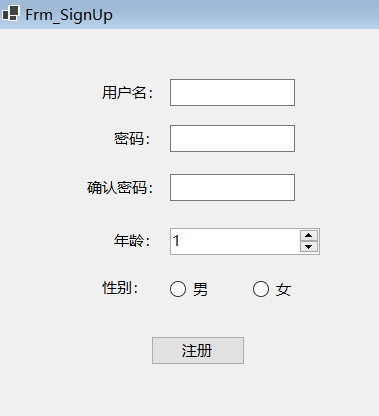 Frm_SignUp
用户名：
密码：
确认密码：
年龄： 1
性别： 男 女
注册